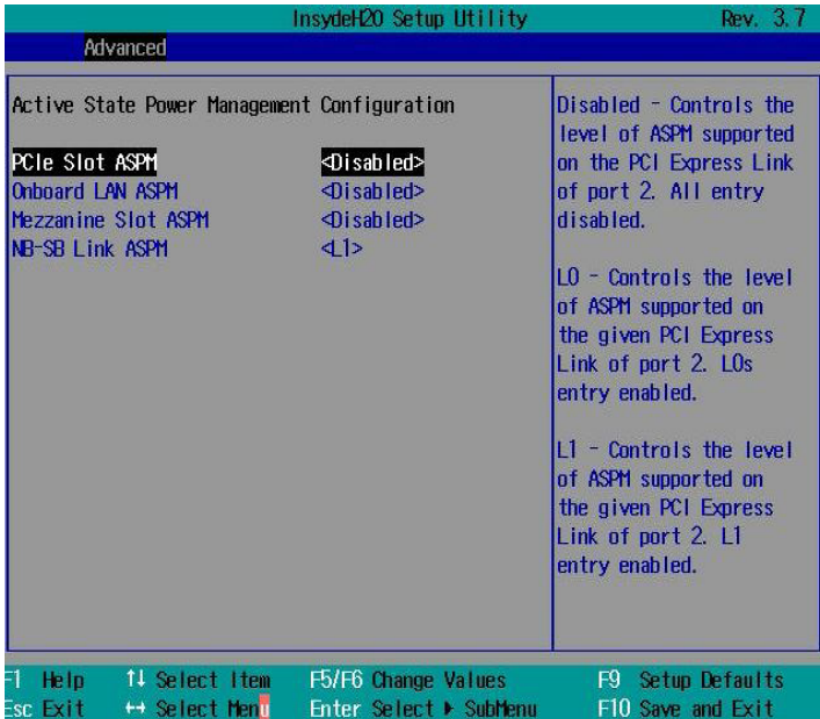 InsydeH20 Setup Utility Rev. 3.7
Advanced
Active State Power Management Configuration
PCIe Slot ASPM <Disabled>
Onboard LAN ASPM <Disabled>
Mezzanine Slot ASPM <Disabled>
NB-SB Link ASPM <L1>
Disabled - Controls the
level of ASPM supported
on the PCI Express Link
of port 2. All entry
disabled.
L0 - Controls the level
of ASPM supported on
the given PCI Express
Link of port 2. L0s
entry enabled.
L1 - Controls the level
of ASPM supported on
the given PCI Express
Link of port 2. L1
entry enabled.
F1 Help ↑↓ Select Item F5/F6 Change Values F9 Setup Defaults
Esc Exit ↔ Select Menu Enter Select ▶ SubMenu F10 Save and Exit